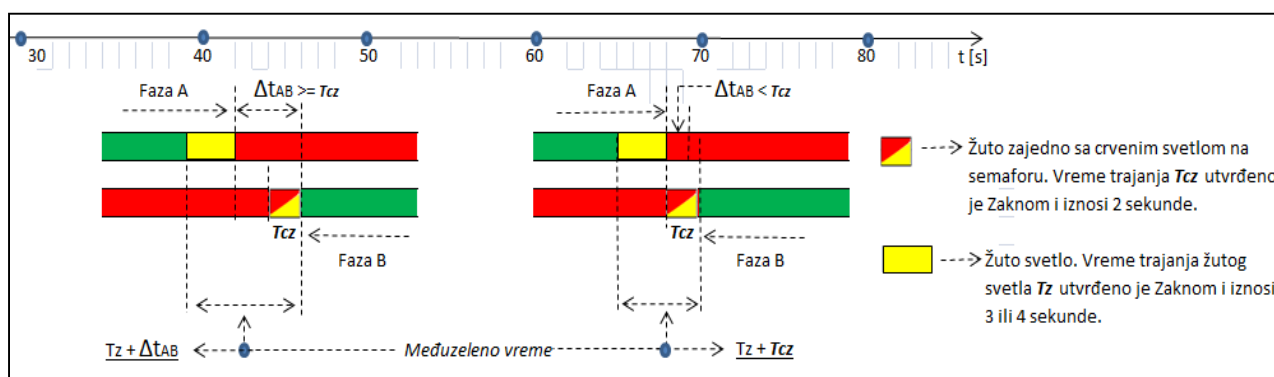 30 40 50 60 70 80 t [s]
Faza A ΔtAB >= Tcz
Faza A ΔtAB < Tcz
Tcz
Faza B
Tcz
Faza B
Žuto zajedno sa crvenim svetlom na
semaforu. Vreme trajanja Tcz utvrđeno
je Zaknom i iznosi 2 sekunde.
Žuto svetlo. Vreme trajanja žutog
svetla Tz utvrđeno je Zaknom i iznosi
3 ili 4 sekunde.
Tz + ΔtAB Međuzeleno vreme Tz + Tcz